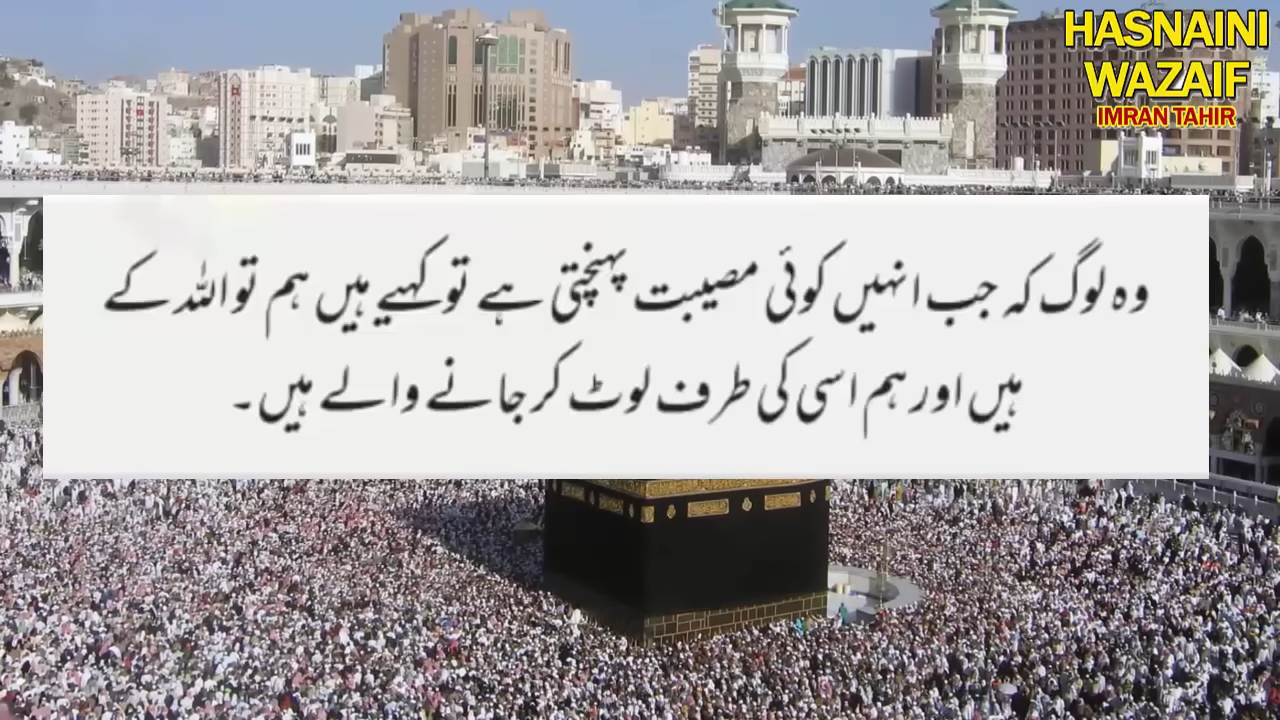 HASNAINI
WAZAIF
IMRAN TAHIR
وہ لوگ کہ جب انہیں کوئی مصیبت پہنچتی ہے تو کہیے ہیں ہم تو اللہ کے
ہیں اور ہم اسی کی طرف لوٹ کر جانے والے ہیں۔